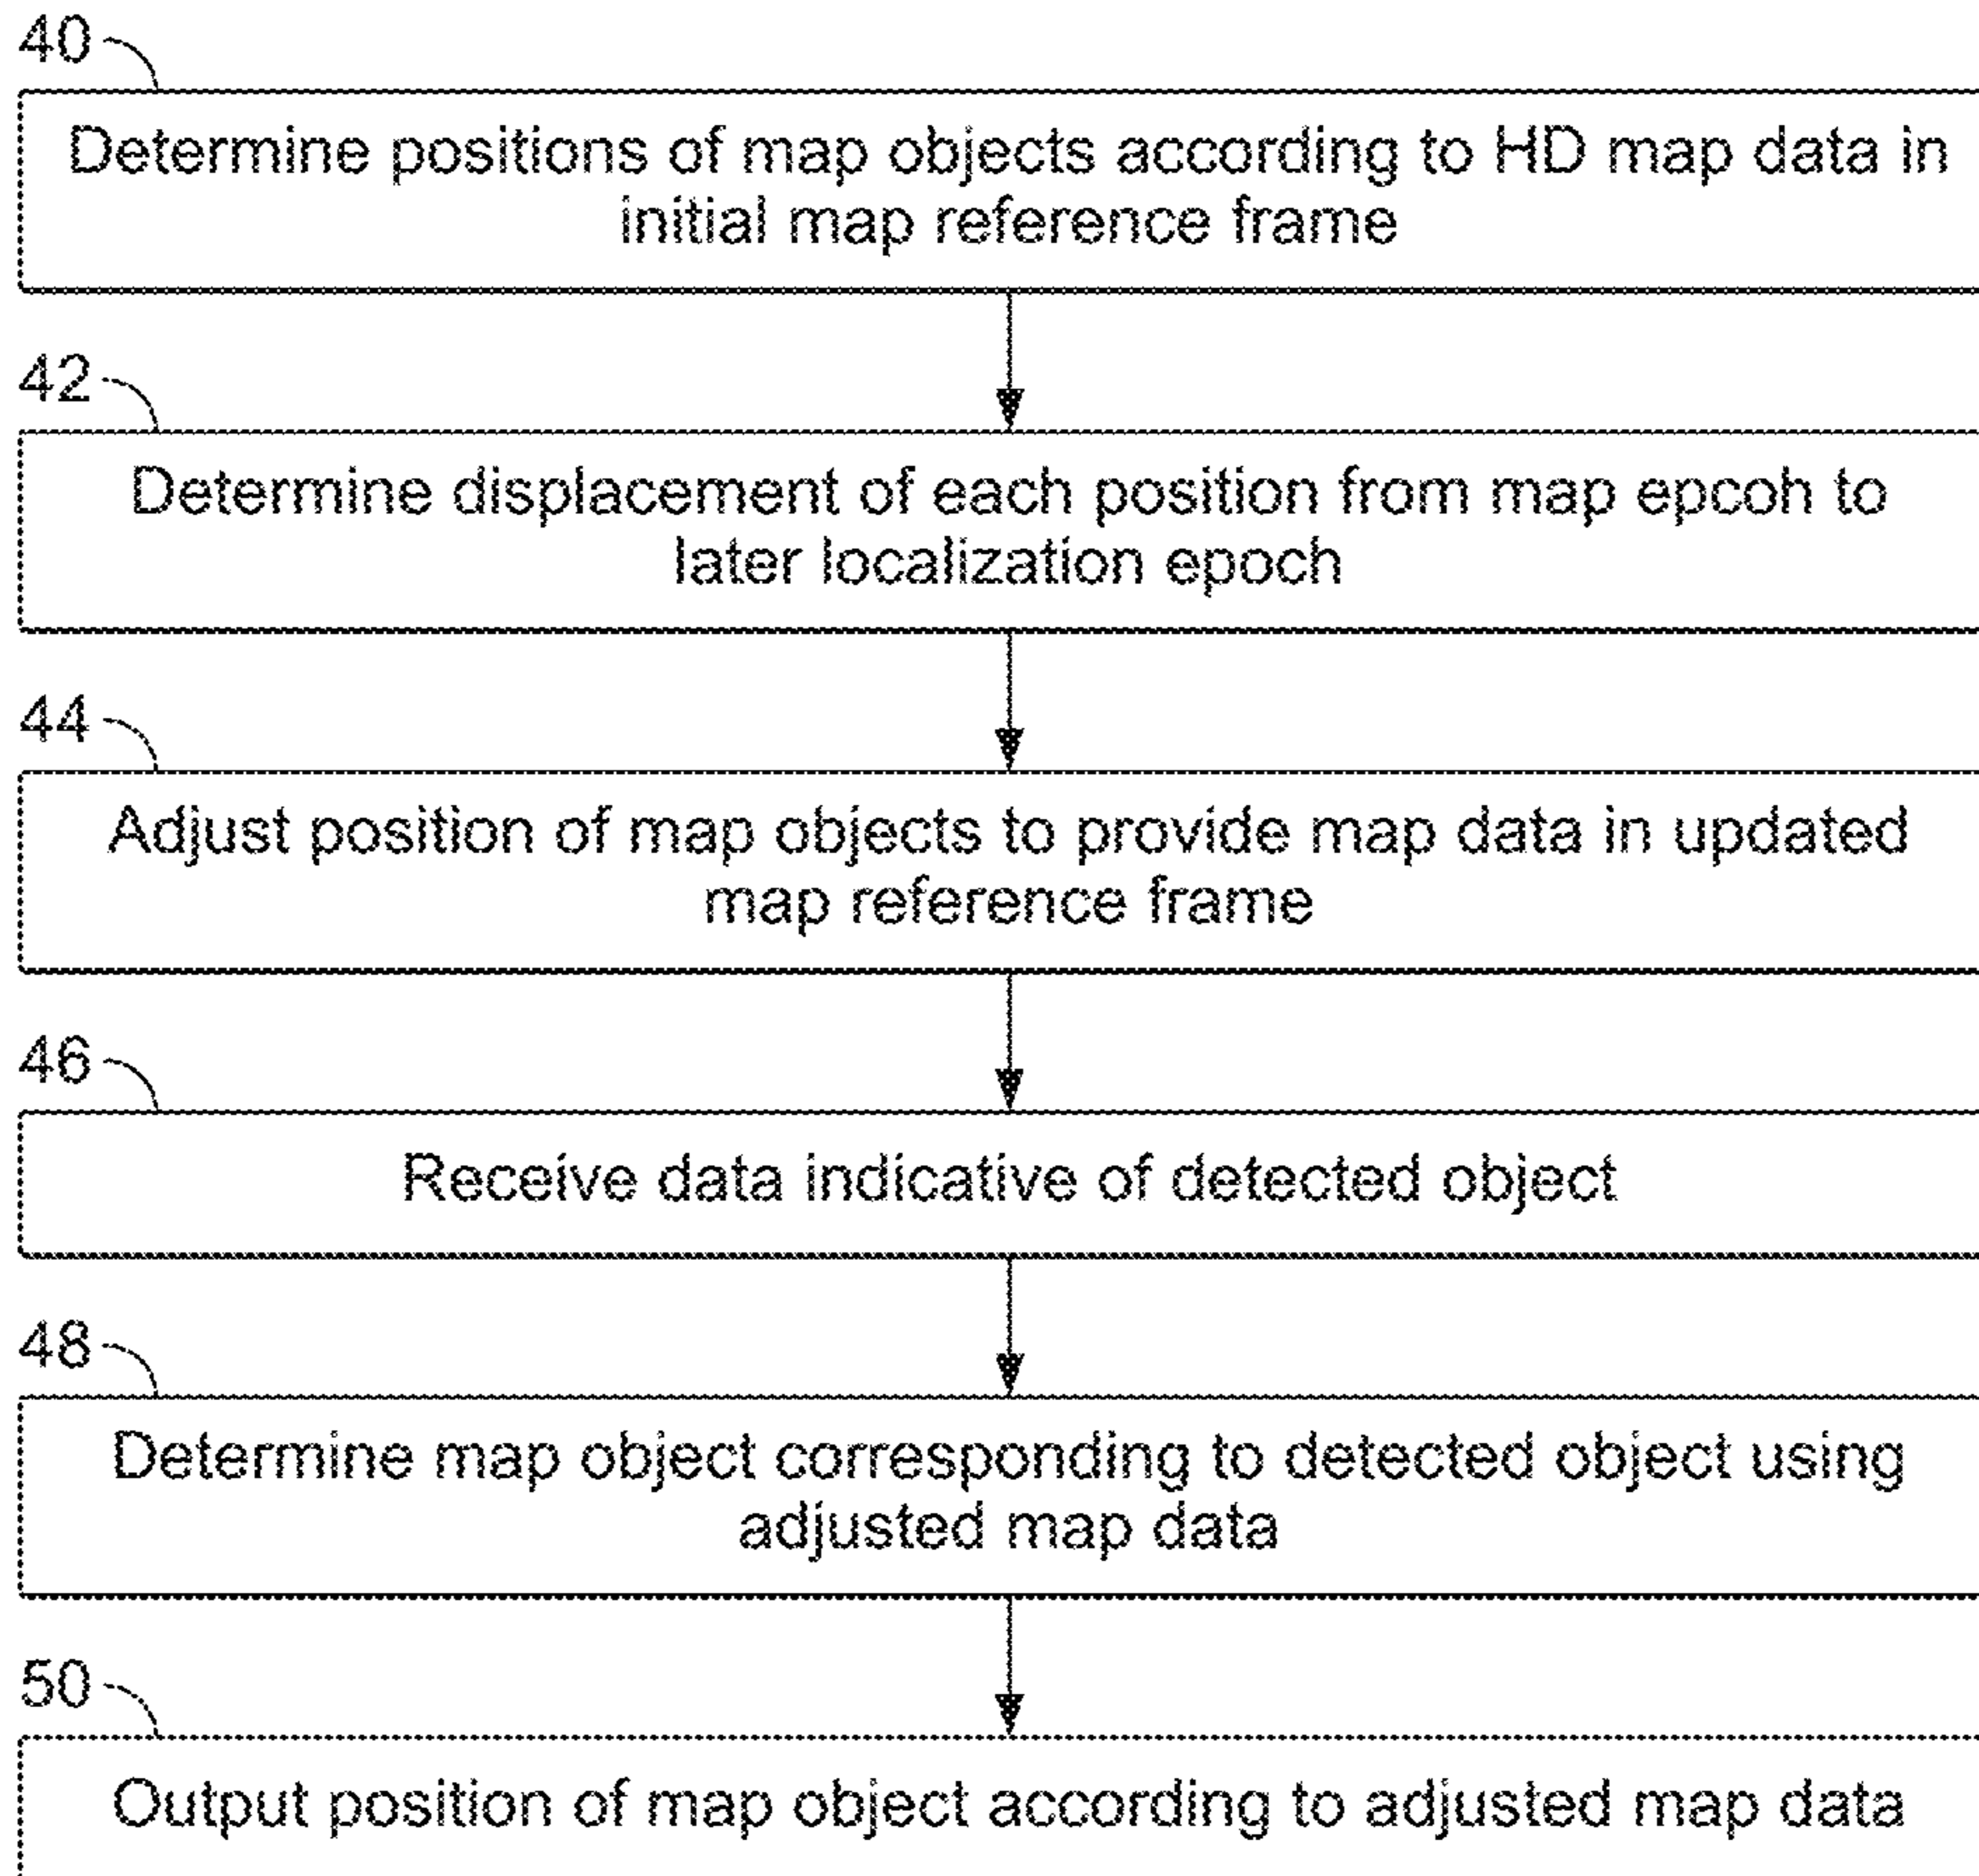 40
Determine positions of map objects according to HD map data in
initial map reference frame
42
Determine displacement of each position from map epcoh to
later localization epoch
44
Adjust position of map objects to provide map data in updated
map reference frame
46
Receive data indicative of detected object
48
Determine map object corresponding to detected object using
adjusted map data
50
Output position of map object according to adjusted map data